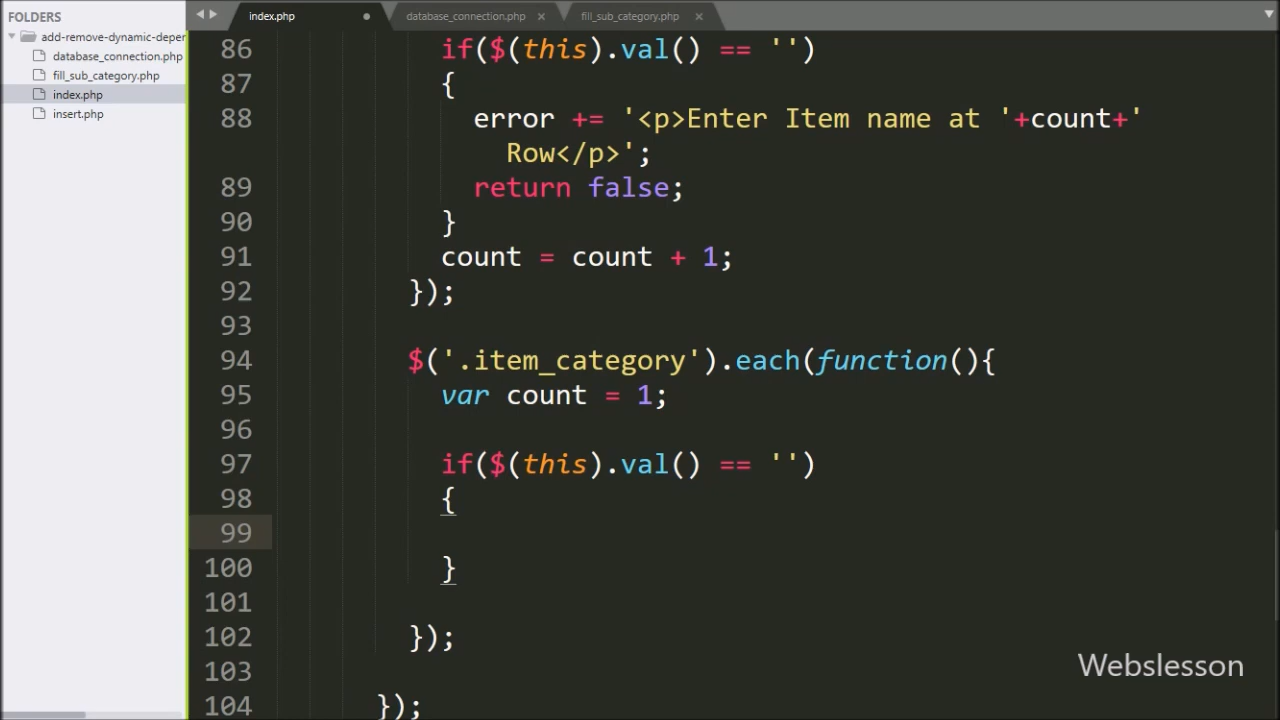 FOLDERS
add-remove-dynamic-deper
database_connection.php
fill_sub_category.php
index.php
insert.php
index.php
database_connection.php
fill_sub_category.php
86 if($(this).val() == '')
87 {
88 error += '<p>Enter Item name at '+count+'
Row</p>';
89 return false;
90 }
91 count = count + 1;
92 });
93
94 $('.item_category').each(function(){
95 var count = 1;
96
97 if($(this).val() == '')
98 {
99
100 }
101
102 });
103
104 });
Webslesson